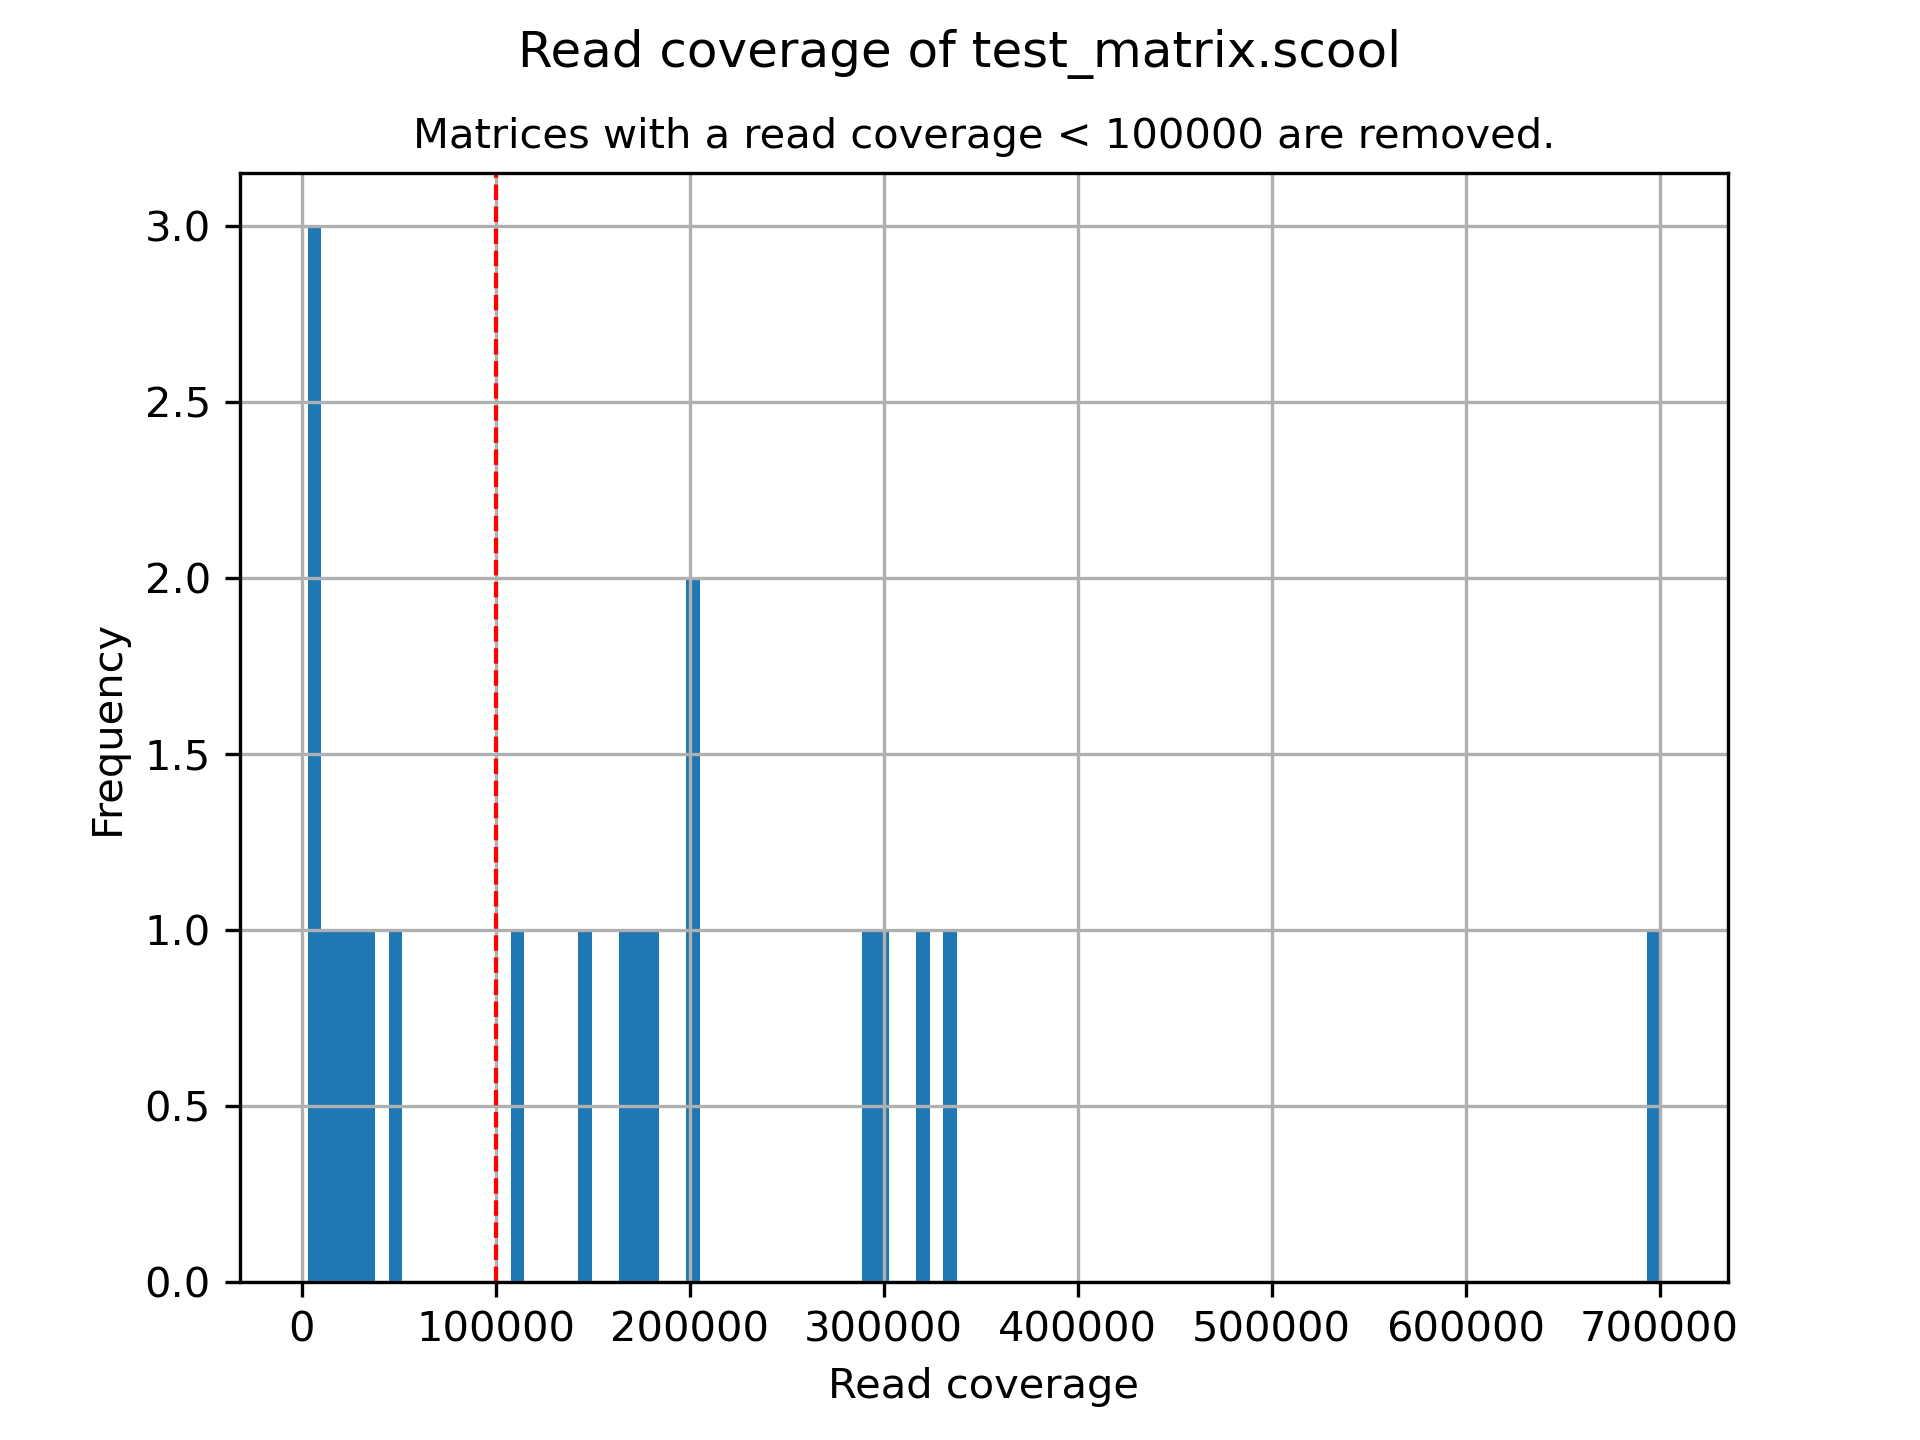 Read coverage of test_matrix.scool
Matrices with a read coverage < 100000 are removed.
3.0
2.5
2.0
1.5
1.0
0.5
0.0
Frequency
0 100000 200000 300000 400000 500000 600000 700000
Read coverage